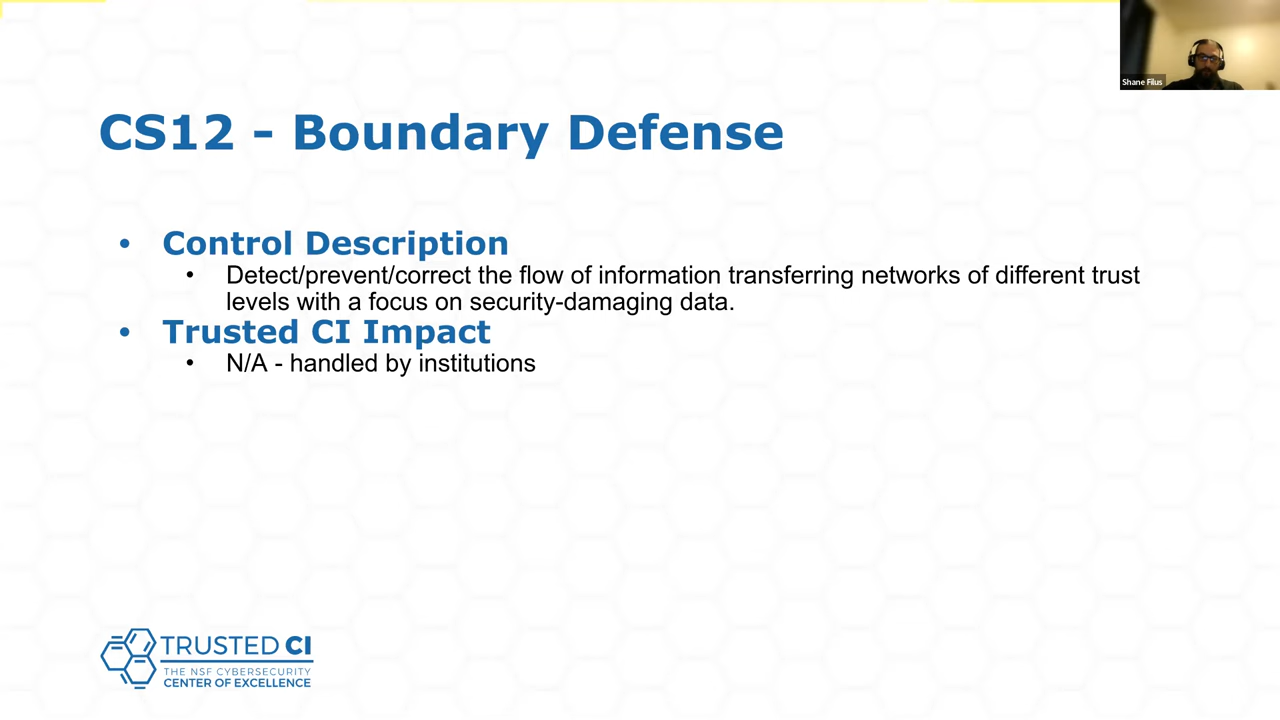 Shane Filus
CS12 - Boundary Defense
• Control Description
• Detect/prevent/correct the flow of information transferring networks of different trust
levels with a focus on security-damaging data.
• Trusted CI Impact
• N/A - handled by institutions
TRUSTED CI
THE NSF CYBERSECURITY
CENTER OF EXCELLENCE